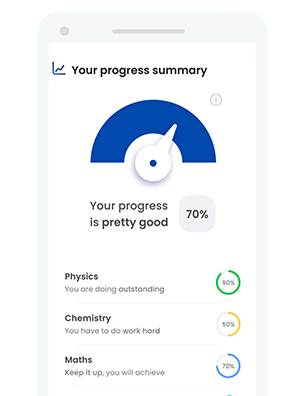 Your progress summary
Your progress
is pretty good
70%
Physics
You are doing outstanding
90%
Chemistry
You have to do work hard
50%
Maths
Keep it up, you will achieve
70%